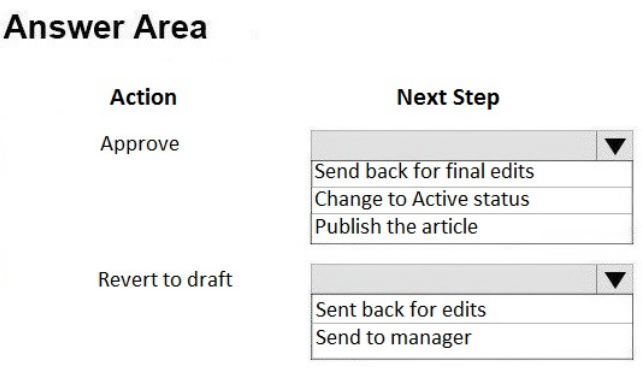 Answer Area
Action Next Step
Approve
Send back for final edits
Change to Active status
Publish the article
Revert to draft
Sent back for edits
Send to manager